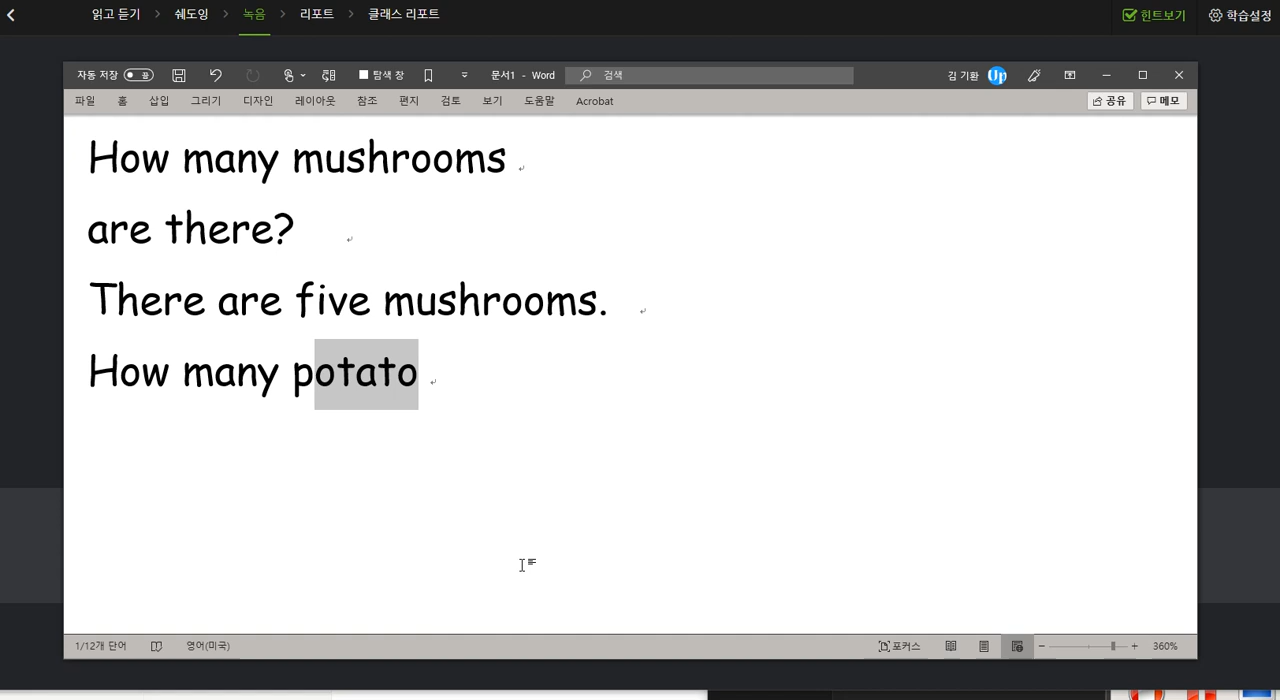 읽고 듣기 > 쉐도잉 > 녹음 > 리포트 > 클래스 리포트 힌트보기 학습설정
자동 저장 끔 탐색 창 문서1 - Word 검색 김 기환 Up
파일 홈 삽입 그리기 디자인 레이아웃 참조 편지 검토 보기 도움말 Acrobat 공유 메모
How many mushrooms
are there?
There are five mushrooms.
How many potato
1/12개 단어 영어(미국) 포커스 360%